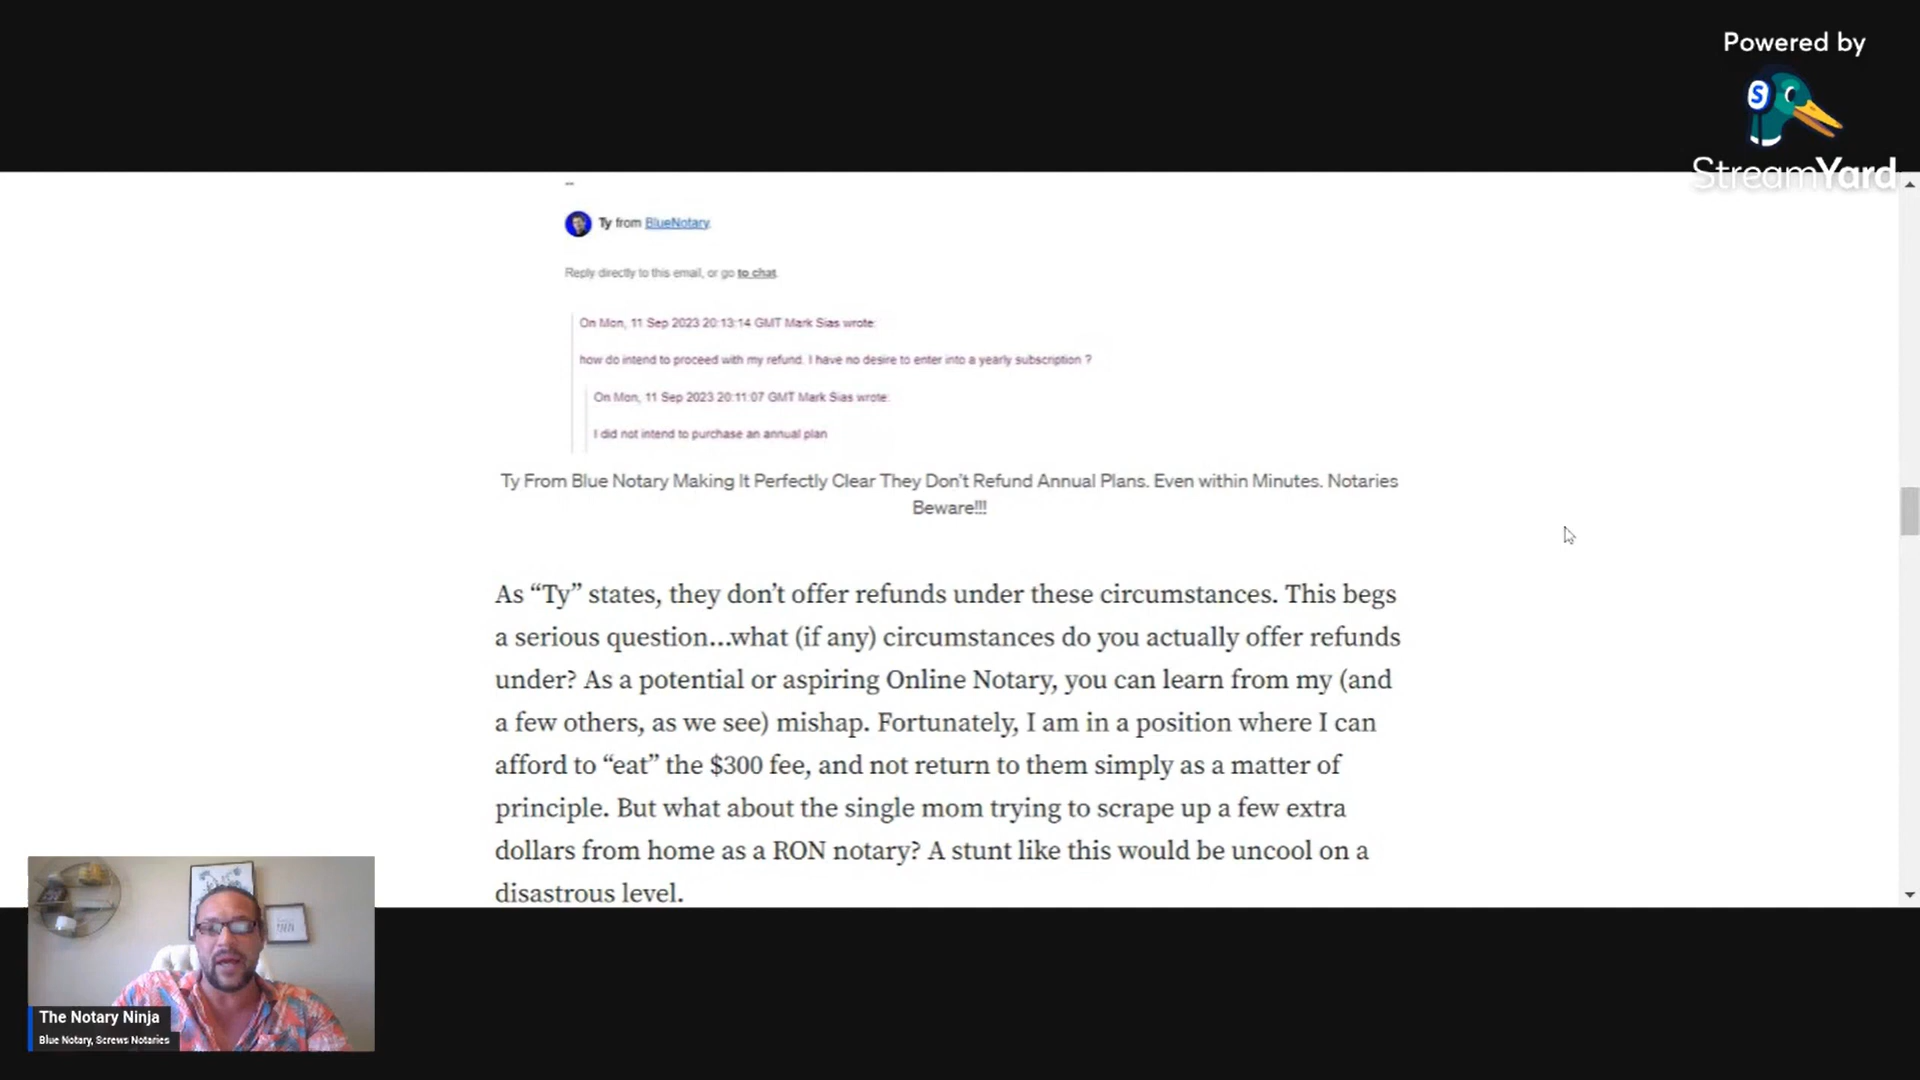 Powered by
StreamYard
--
Ty from BlueNotary
Reply directly to this email, or go to chat.
On Mon, 11 Sep 2023 20:13:14 GMT Mark Sias wrote:
how do intend to proceed with my refund. I have no desire to enter into a yearly subscription ?
On Mon, 11 Sep 2023 20:11:07 GMT Mark Sias wrote:
I did not intend to purchase an annual plan
Ty From Blue Notary Making It Perfectly Clear They Don't Refund Annual Plans. Even within Minutes. Notaries
Beware!!!
As “Ty” states, they don’t offer refunds under these circumstances. This begs
a serious question...what (if any) circumstances do you actually offer refunds
under? As a potential or aspiring Online Notary, you can learn from my (and
a few others, as we see) mishap. Fortunately, I am in a position where I can
afford to “eat” the $300 fee, and not return to them simply as a matter of
principle. But what about the single mom trying to scrape up a few extra
dollars from home as a RON notary? A stunt like this would be uncool on a
disastrous level.
The Notary Ninja
Blue Notary, Screws Notaries